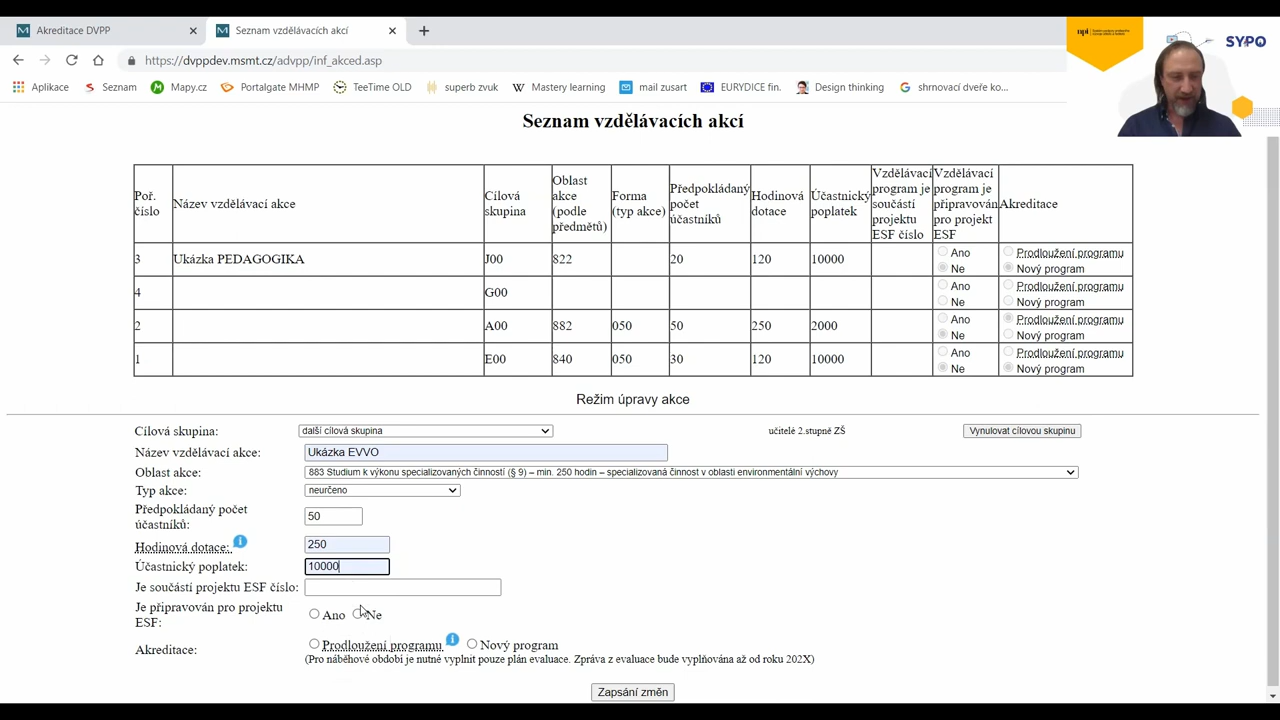 Akreditace DVPP
Seznam vzdělávacích akcí
https://dvppdev.msmt.cz/advpp/inf_akced.asp
Aplikace Seznam Mapy.cz Portalgate MHMP TeeTime OLD superb zvuk Mastery learning mail zusart EURYDICE fin. Design thinking shrnovací dveře ko...
npi
SYPO
Seznam vzdělávacích akcí
Poř. číslo
Název vzdělávací akce
Cílová skupina
Oblast akce (podle předmětů)
Forma (typ akce)
Předpokládaný počet účastníků
Hodinová dotace
Účastnický poplatek
Vzdělávací program je součástí projektu ESF číslo
Vzdělávací program je připravován pro projekt ESF
Akreditace
3 Ukázka PEDAGOGIKA J00 822 20 120 10000 Ano Prodloužení programu
Ne Nový program
4 G00 Ano Prodloužení programu
Ne Nový program
2 A00 882 050 50 250 2000 Ano Prodloužení programu
Ne Nový program
1 E00 840 050 30 120 10000 Ano Prodloužení programu
Ne Nový program
Režim úpravy akce
Cílová skupina: další cílová skupina učitelé 2.stupně ZŠ Vynulovat cílovou skupinu
Název vzdělávací akce: Ukázka EVVO
Oblast akce: 883 Studium k výkonu specializovaných činností (§ 9) – min. 250 hodin – specializovaná činnost v oblasti environmentální výchovy
Typ akce: neurčeno
Předpokládaný počet účastníků: 50
Hodinová dotace: 250
Účastnický poplatek: 10000
Je součástí projektu ESF číslo:
Je připravován pro projektu ESF: Ano Ne
Akreditace: Prodloužení programu Nový program
(Pro náběhové období je nutné vyplnit pouze plán evaluace. Zpráva z evaluace bude vyplňována až od roku 202X)
Zapsání změn